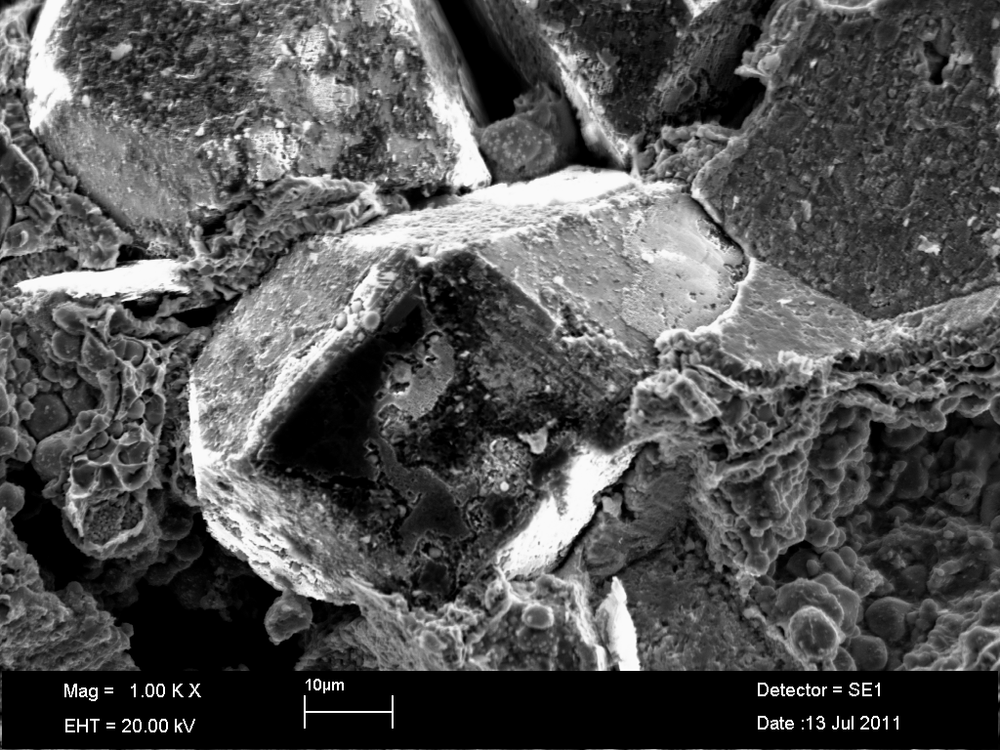 Mag = 1.00 K X
EHT = 20.00 kV
10µm
Detector = SE1
Date :13 Jul 2011